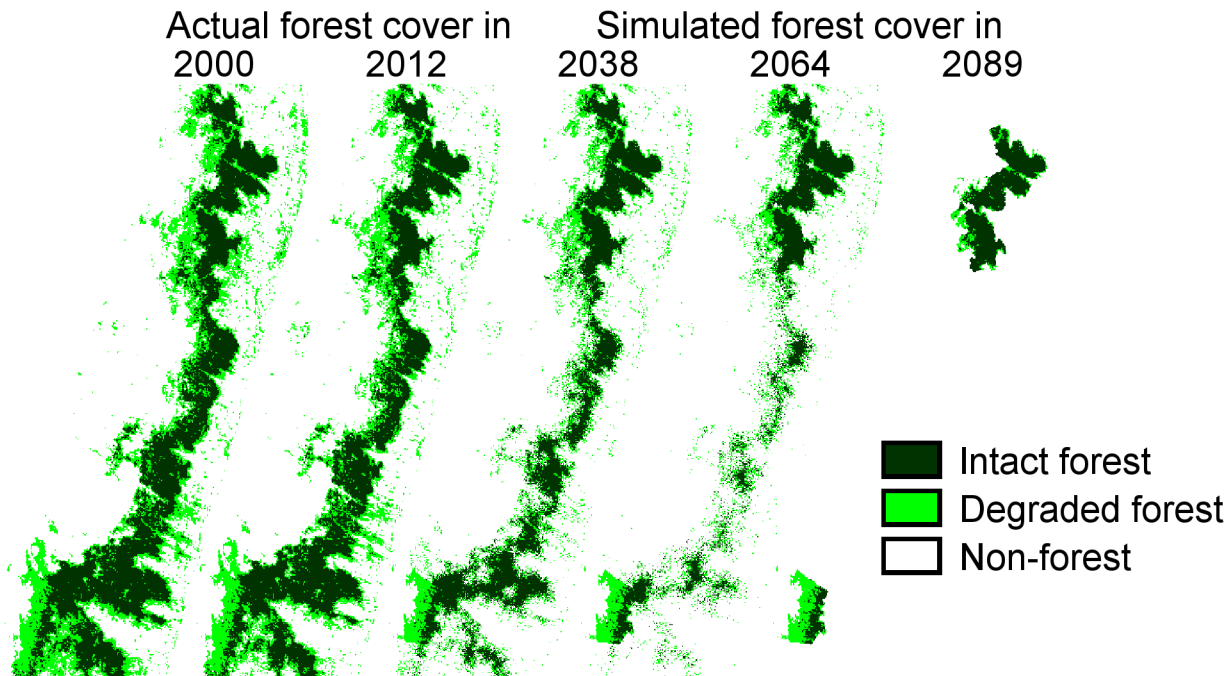 Actual forest cover in
Simulated forest cover in
2000
2012
2038
2064
2089
Intact forest
Degraded forest
Non-forest